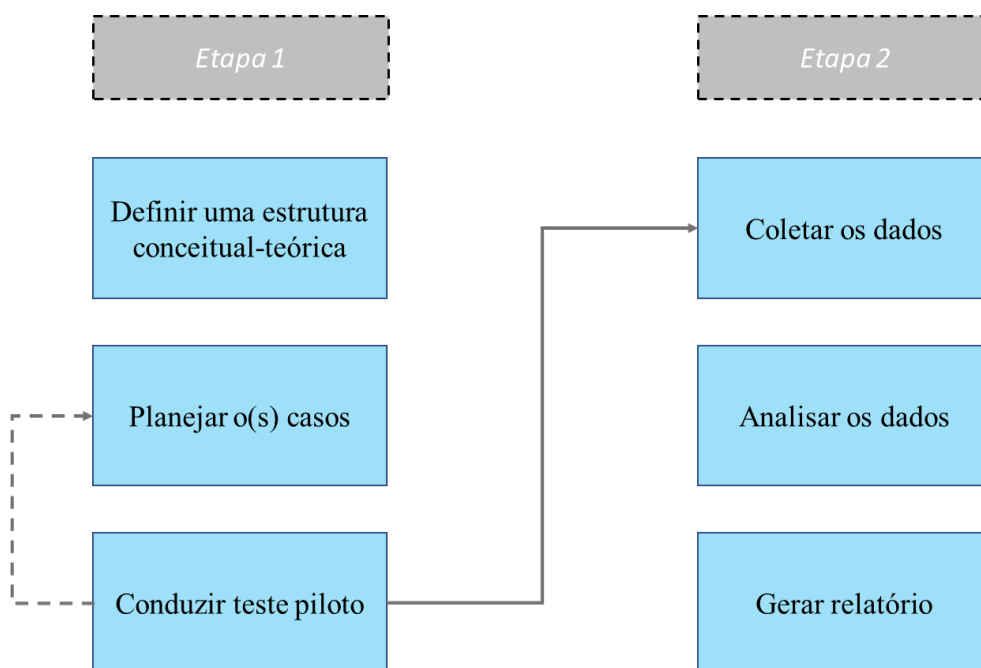 Etapa 1
Definir uma estrutura
conceitual-teórica
Planejar o(s) casos
Conduzir teste piloto
Etapa 2
Coletar os dados
Analisar os dados
Gerar relatório